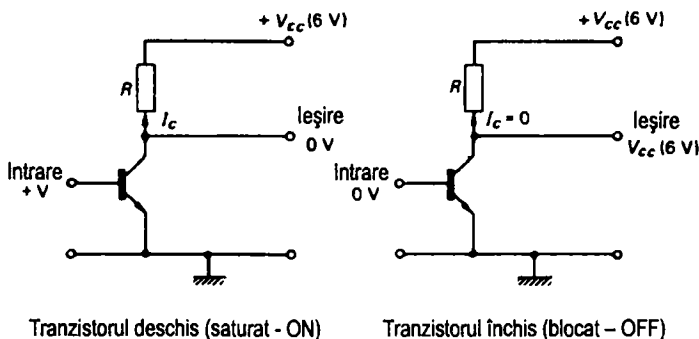 + Vcc (6 V)
R
Ic
Ieşire
0 V
Intrare
+ V
Tranzistorul deschis (saturat - ON)
+ Vcc (6 V)
R
Ic = 0
Ieşire
Vcc (6 V)
Intrare
0 V
Tranzistorul închis (blocat – OFF)